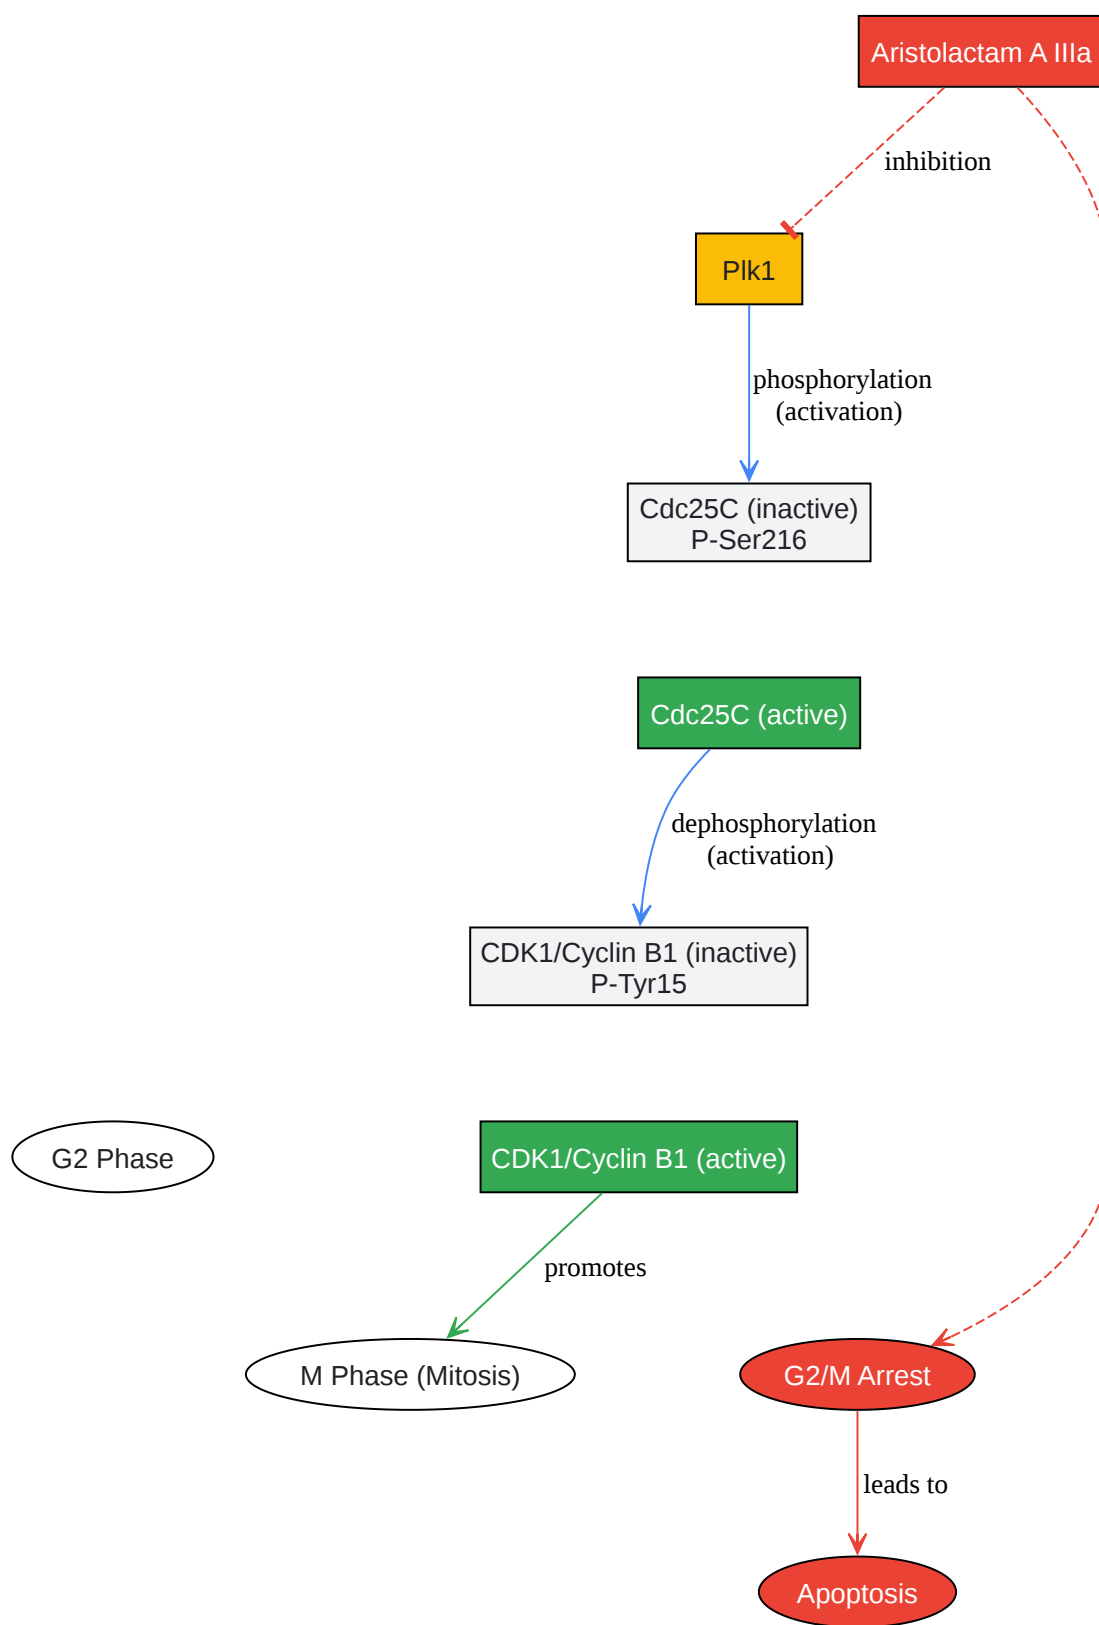 Aristolactam A IIIa
inhibition
Plk1
phosphorylation
(activation)
Cdc25C (inactive)
P-Ser216
Cdc25C (active)
dephosphorylation
(activation)
CDK1/Cyclin B1 (inactive)
P-Tyr15
G2 Phase
CDK1/Cyclin B1 (active)
promotes
M Phase (Mitosis)
G2/M Arrest
leads to
Apoptosis